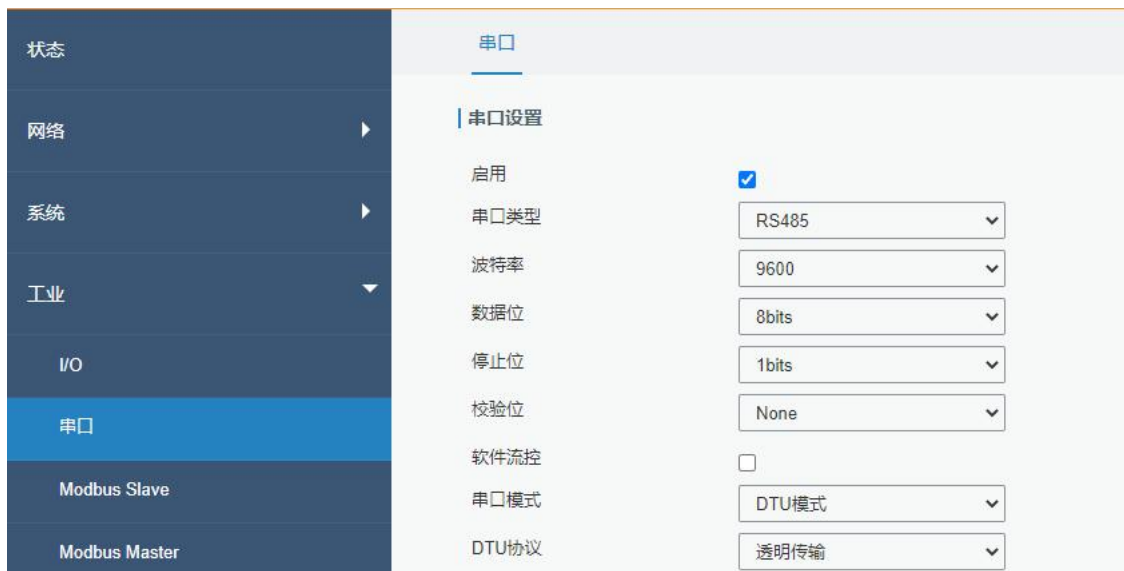 状态
网络
系统
工业
I/O
串口
Modbus Slave
Modbus Master
串口
串口设置
启用
串口类型 RS485
波特率 9600
数据位 8bits
停止位 1bits
校验位 None
软件流控
串口模式 DTU模式
DTU协议 透明传输